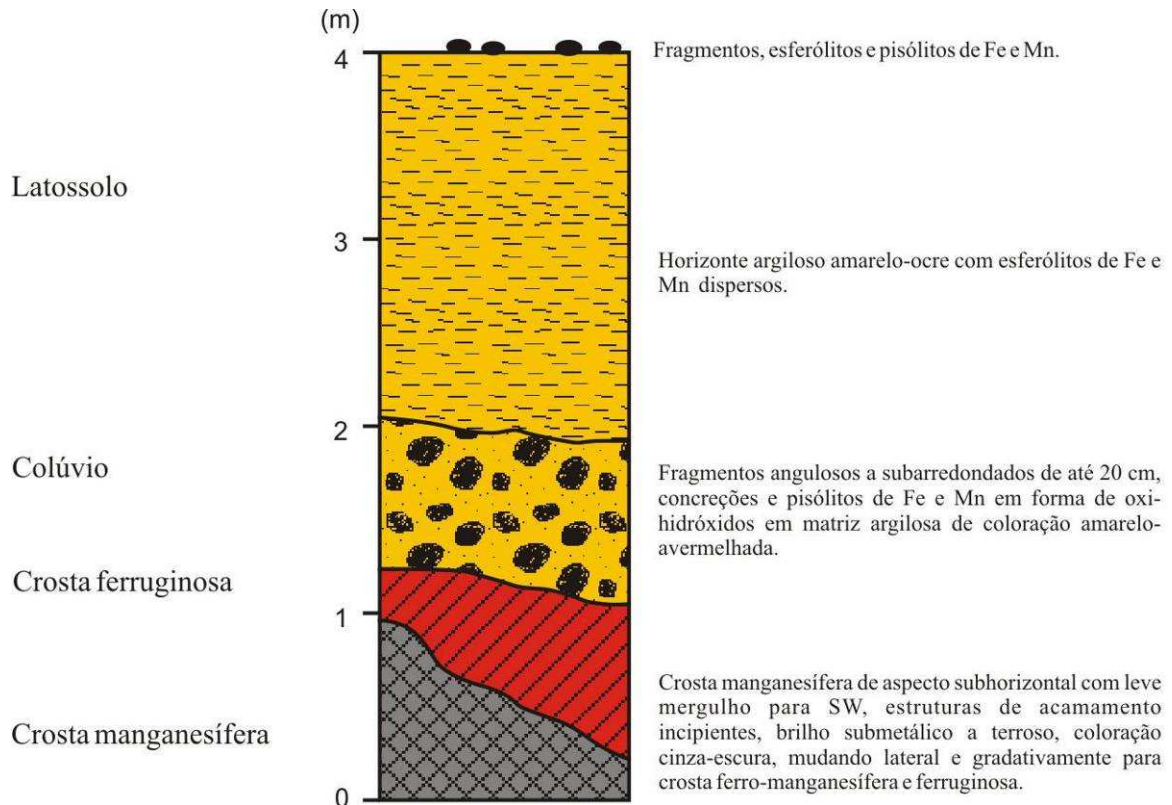 (m)
4
Fragmentos, esferólitos e pisólitos de Fe e Mn.
Latossolo
3
Horizonte argiloso amarelo-ocre com esferólitos de Fe e
Mn dispersos.
2
Colúvio
Fragmentos angulosos a subarredondados de até 20 cm,
concreções e pisólitos de Fe e Mn em forma de oxi-
hidróxidos em matriz argilosa de coloração amarelo-
avermelhada.
Crosta ferruginosa
1
Crosta manganesífera
Crosta manganesífera de aspecto subhorizontal com leve
mergulho para SW, estruturas de acamamento
incipientes, brilho submetálico a terroso, coloração
cinza-escura, mudando lateral e gradativamente para
crosta ferro-manganesífera e ferruginosa.
0